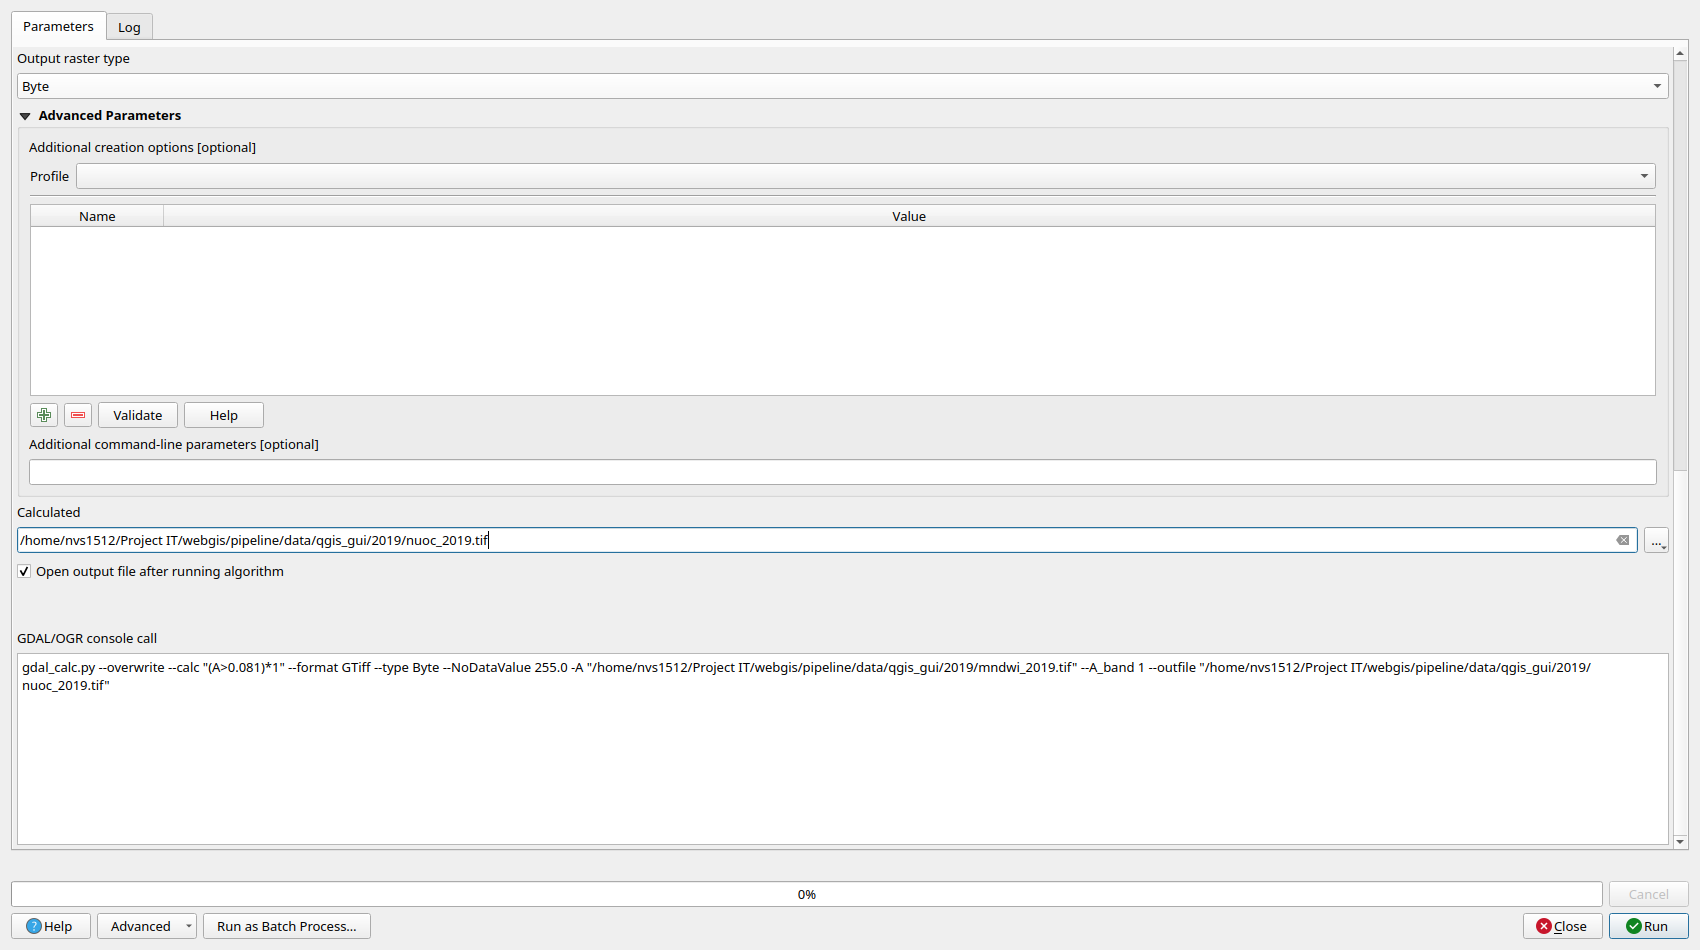 Parameters
Log
Output raster type
Byte
Advanced Parameters
Additional creation options [optional]
Profile
Name
Value
Validate
Help
Additional command-line parameters [optional]
Calculated
/home/nvs1512/Project IT/webgis/pipeline/data/qgis_gui/2019/nuoc_2019.tif
...
Open output file after running algorithm
GDAL/OGR console call
gdal_calc.py --overwrite --calc "(A>0.081)*1" --format GTiff --type Byte --NoDataValue 255.0 -A "/home/nvs1512/Project IT/webgis/pipeline/data/qgis_gui/2019/mndwi_2019.tif" --A_band 1 --outfile "/home/nvs1512/Project IT/webgis/pipeline/data/qgis_gui/2019/
nuoc_2019.tif"
0%
Cancel
Help
Advanced
Run as Batch Process...
Close
Run